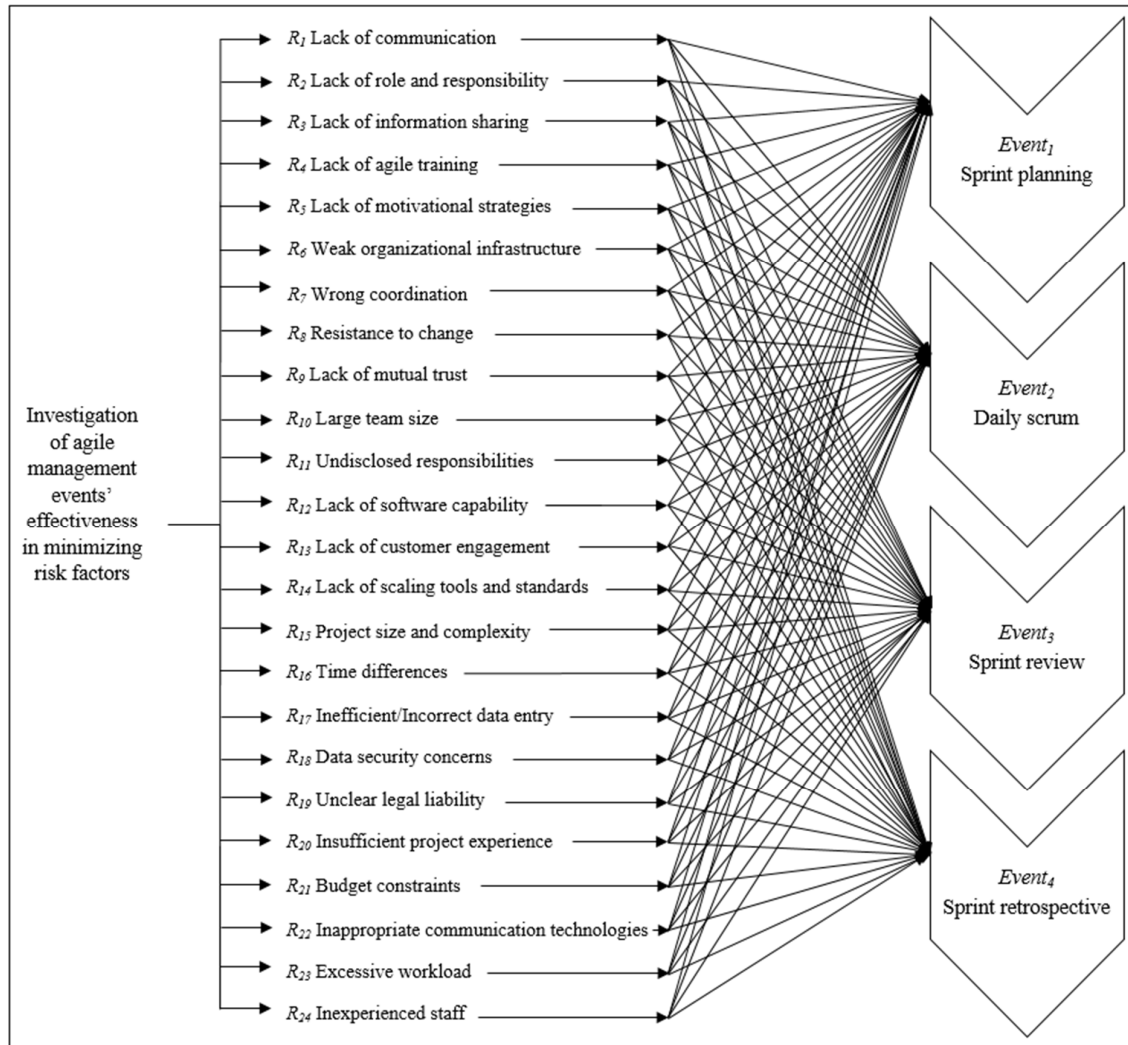 Investigation
of agile
management
events'
effectiveness
in minimizing
risk factors
R1 Lack of communication
R2 Lack of role and responsibility
R3 Lack of information sharing
R4 Lack of agile training
R5 Lack of motivational strategies
R6 Weak organizational infrastructure
R7 Wrong coordination
R8 Resistance to change
R9 Lack of mutual trust
R10 Large team size
R11 Undisclosed responsibilities
R12 Lack of software capability
R13 Lack of customer engagement
R14 Lack of scaling tools and standards
R15 Project size and complexity
R16 Time differences
R17 Inefficient/Incorrect data entry
R18 Data security concerns
R19 Unclear legal liability
R20 Insufficient project experience
R21 Budget constraints
R22 Inappropriate communication technologies
R23 Excessive workload
R24 Inexperienced staff
Event1
Sprint planning
Event2
Daily scrum
Event3
Sprint review
Event4
Sprint retrospective